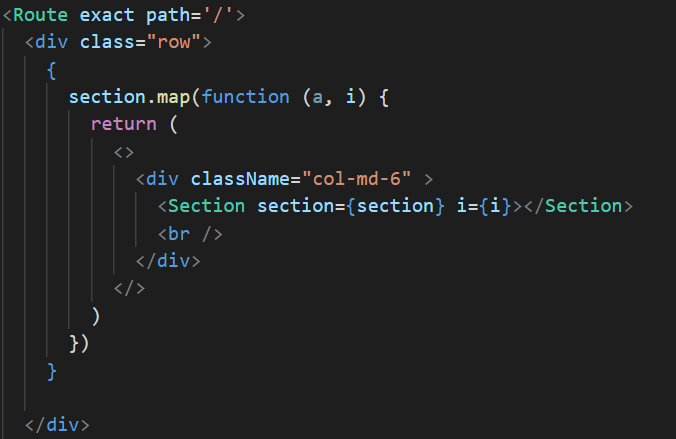 <Route exact path='/'>
<div class="row">
{
section.map(function (a, i) {
return (
<>
<div className="col-md-6" >
<Section section={section} i={i}></Section>
<br />
</div>
</>
)
})
}
</div>